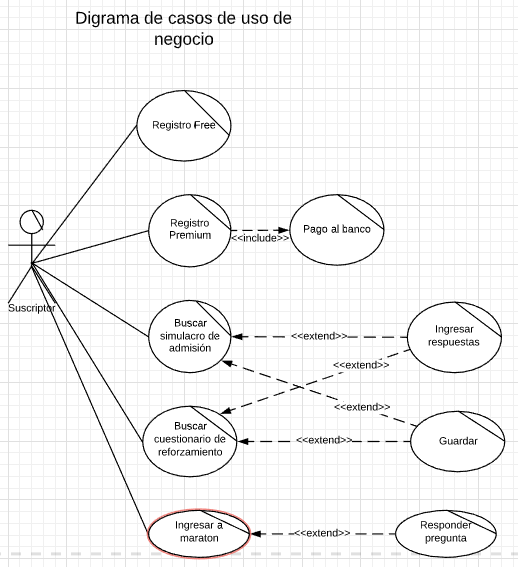 Digrama de casos de uso de
negocio
Registro Free
Registro
Premium
<<include>>
Pago al banco
Suscriptor
Buscar
simulacro de
admisión
<<extend>>
Ingresar
respuestas
<<extend>>
<<extend>>
Buscar
cuestionario de
reforzamiento
<<extend>>
Guardar
Ingresar a
maraton
<<extend>>
Responder
pregunta